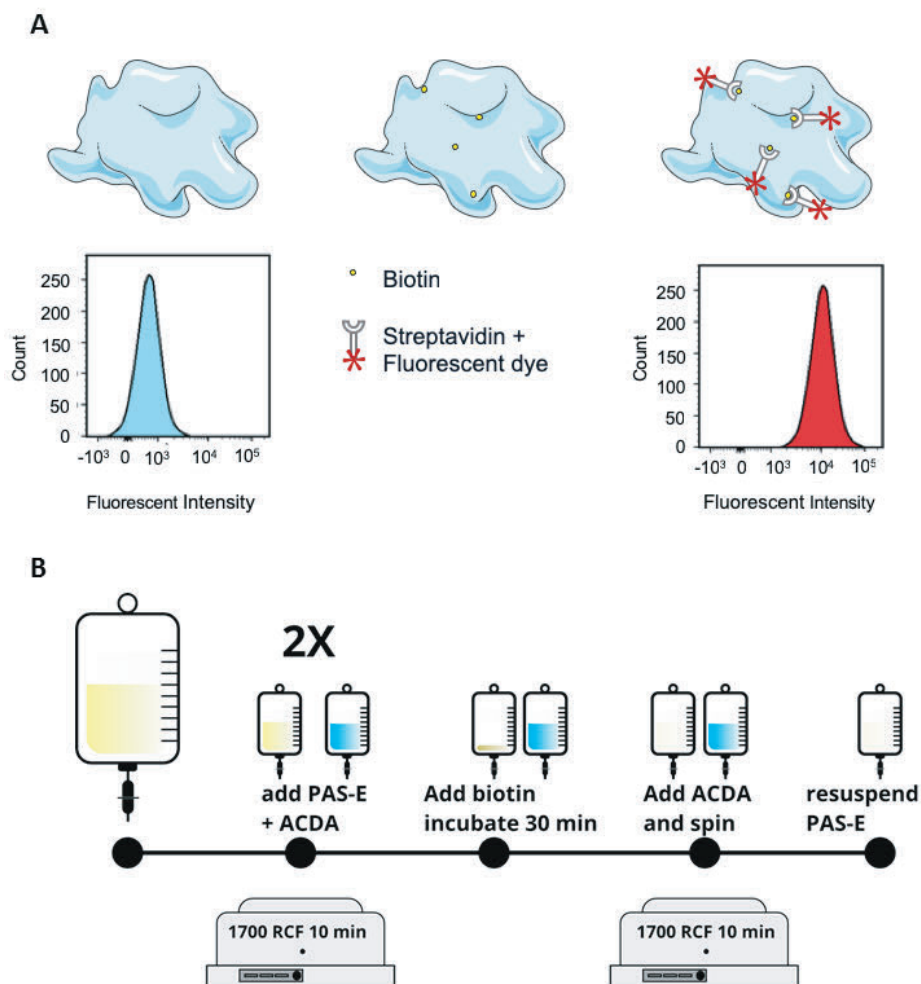 A
250
200
150
100
50
0
Count
-10³ 0 10³ 10⁴ 10⁵
Fluorescent Intensity
Biotin
Streptavidin +
Fluorescent dye
250
200
150
100
50
0
Count
-10³ 0 10³ 10⁴ 10⁵
Fluorescent Intensity
B
2X
add PAS-E
+ ACDA
Add biotin
incubate 30 min
Add ACDA
and spin
resuspend
PAS-E
1700 RCF 10 min
1700 RCF 10 min